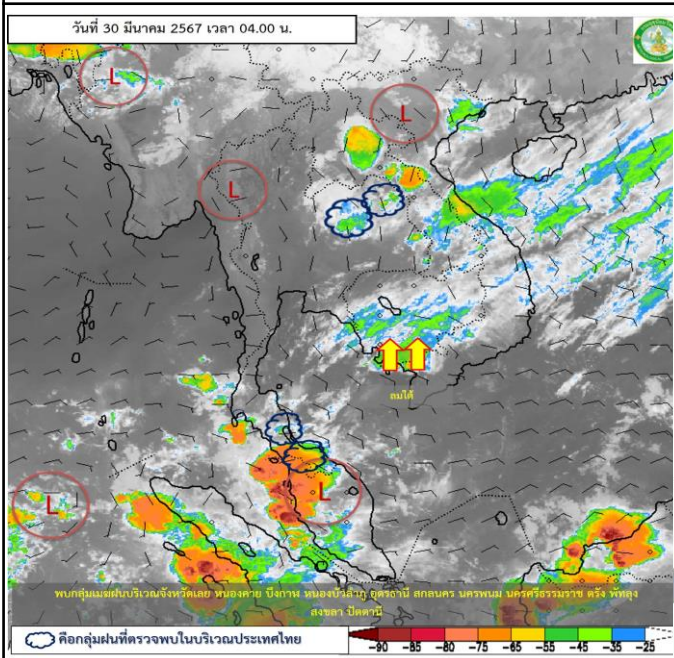 วันที่ 30 มีนาคม 2567 เวลา 04.00 น.
L
L
L
ลมใต้
L
L
พบกลุ่มเมฆฝนบริเวณจังหวัดเลย หนองคาย บึงกาฬ หนองบัวลำภู อุดรธานี สกลนคร นครพนม นครศรีธรรมราช ตรัง พัทลุง
สงขลา ปัตตานี
คือกลุ่มฝนที่ตรวจพบในบริเวณประเทศไทย
-90 -85 -80 -75 -65 -55 -45 -35 -25